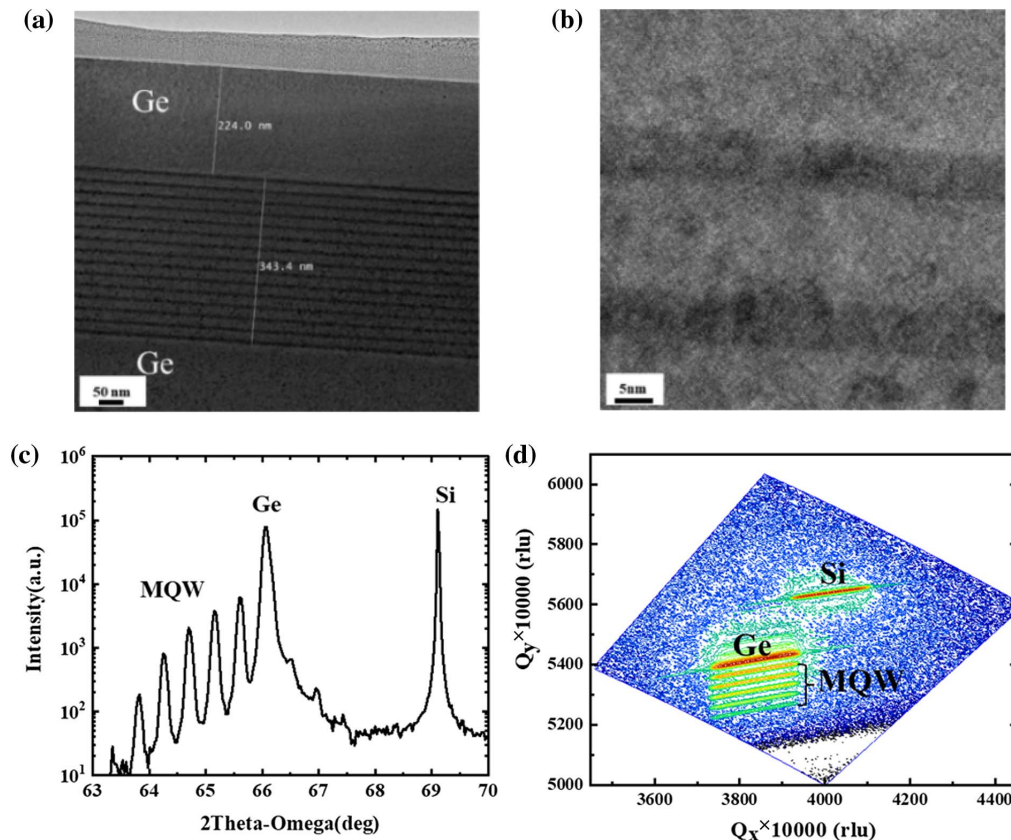 (a)
Ge
224.0 nm
343.4 nm
Ge
50 nm
(b)
5nm
(c)
Intensity(a.u.)
10⁶
10⁵
10⁴
10³
10²
10¹
MQW
Ge
Si
63 64 65 66 67 68 69 70
2Theta-Omega(deg)
(d)
Qy×10000 (rlu)
6000
5800
5600
5400
5200
5000
Si
Ge
MQW
3600 3800 4000 4200 4400
Qx×10000 (rlu)